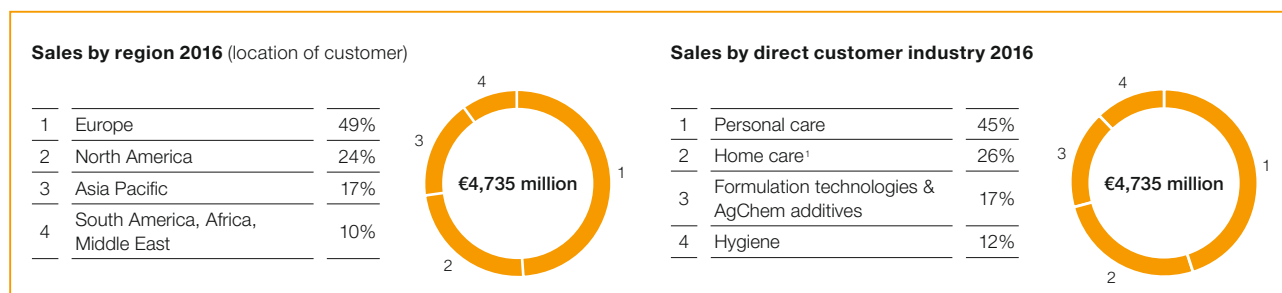 Sales by region 2016 (location of customer)
1 Europe 49%
2 North America 24%
3 Asia Pacific 17%
4 South America, Africa,
Middle East 10%
4
3
€4,735 million
1
2
Sales by direct customer industry 2016
1 Personal care 45%
2 Home care¹ 26%
3 Formulation technologies &
AgChem additives 17%
4 Hygiene 12%
4
3
€4,735 million
1
2